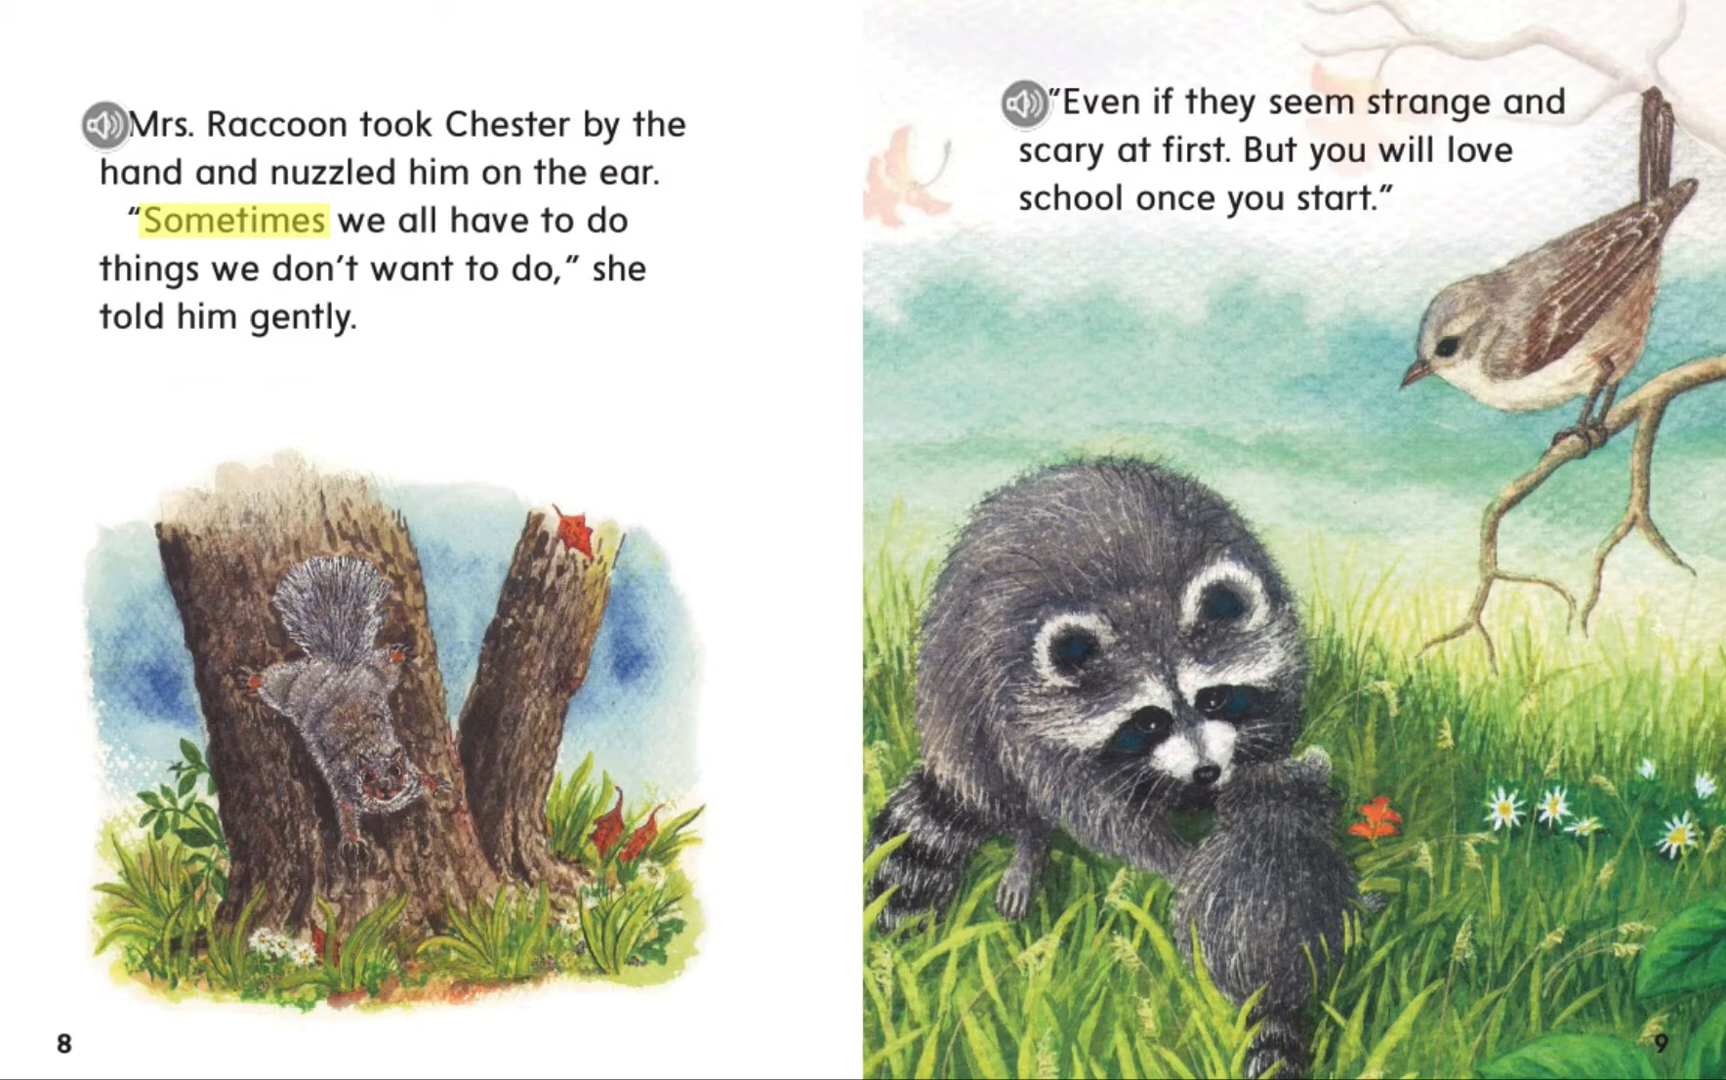 Mrs. Raccoon took Chester by the
hand and nuzzled him on the ear.
“Sometimes we all have to do
things we don’t want to do,” she
told him gently.
8
“Even if they seem strange and
scary at first. But you will love
school once you start.”
9